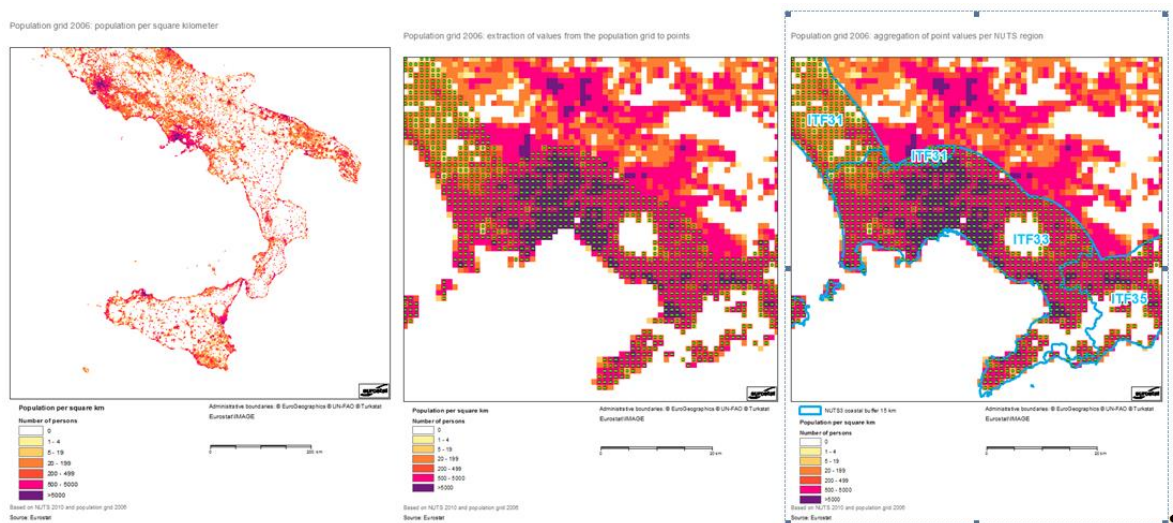 Population grid 2006: population per square kilometer
eurostat
Population per square km
Number of persons
0
1 - 4
5 - 19
20 - 199
200 - 499
500 - 5000
>5000
Administrative boundaries: © EuroGeographics © UN-FAO © Turkstat
Eurostat/IMAGE
Based on NUTS 2010 and population grid 2006
Source: Eurostat
Population grid 2006: extraction of values from the population grid to points
eurostat
Population per square km
Number of persons
0
1 - 4
5 - 19
20 - 199
200 - 499
500 - 5000
>5000
Administrative boundaries: © EuroGeographics © UN-FAO © Turkstat
Eurostat/IMAGE
20 km
Based on NUTS 2010 and population grid 2006
Source: Eurostat
Population grid 2006: aggregation of point values per NUTS region
ITF31
ITF31
ITF33
ITF35
eurostat
NUTS3 coastal buffer 15 km
Population per square km
Number of persons
0
1 - 4
5 - 19
20 - 199
200 - 499
500 - 5000
>5000
Administrative boundaries: © EuroGeographics © UN-FAO © Turkstat
Eurostat/IMAGE
20 km
Based on NUTS 2010 and population grid 2006
Source: Eurostat